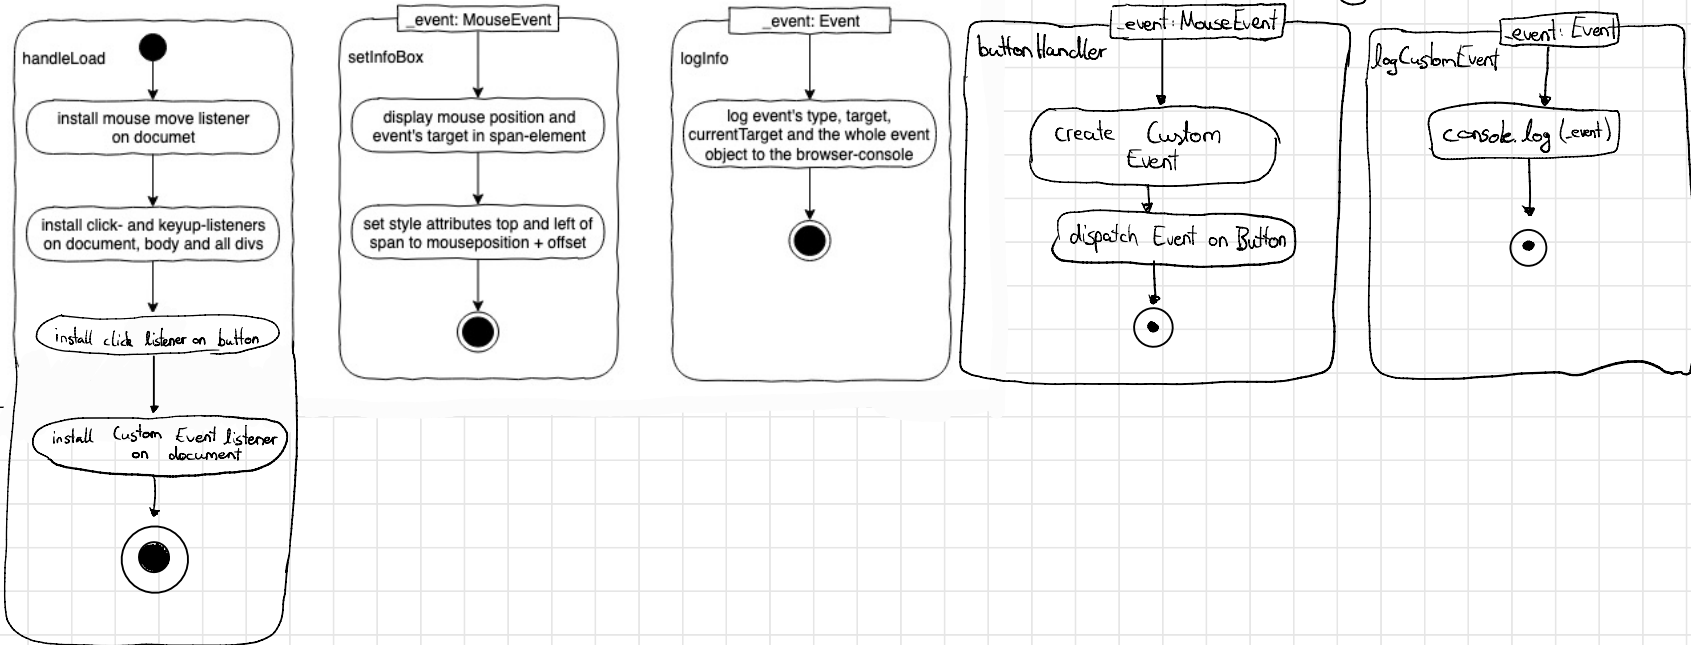 handleLoad
install mouse move listener
on documet
install click- and keyup-listeners
on document, body and all divs
install click listener on button
install Custom Event listener
on document
_event: MouseEvent
setInfoBox
display mouse position and
event's target in span-element
set style attributes top and left of
span to mouseposition + offset
_event: Event
logInfo
log event's type, target,
currentTarget and the whole event
object to the browser-console
_event: MouseEvent
buttonHandler
create Custom
Event
dispatch Event on Button
_event: Event
logCustomEvent
console.log (_event)